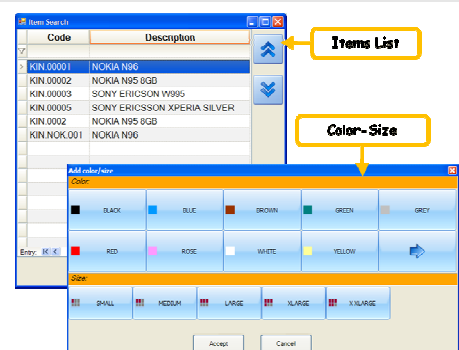 Item Search
Code Description
Items List
KIN.00001 NOKIA N96
KIN.00002 NOKIA N95 8GB
KIN.00003 SONY ERICSON W995
KIN.00005 SONY ERICSSON XPERIA SILVER
KIN.0002 NOKIA N95 8GB
KIN.NOK.001 NOKIA N96
Color-Size
Add color/size
Color:
BLACK BLUE BROWN GREEN GREY
RED ROSE WHITE YELLOW
Entry:
Size:
SMALL MEDIUM LARGE XLARGE XXLARGE
Accept Cancel